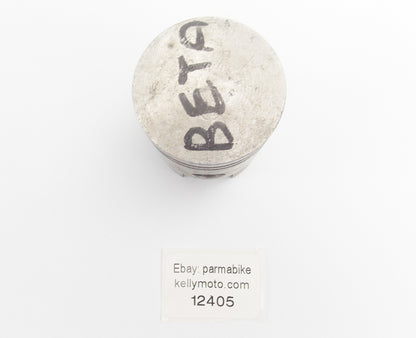 BETA
Ebay: parmabike
kellymoto.com
12405